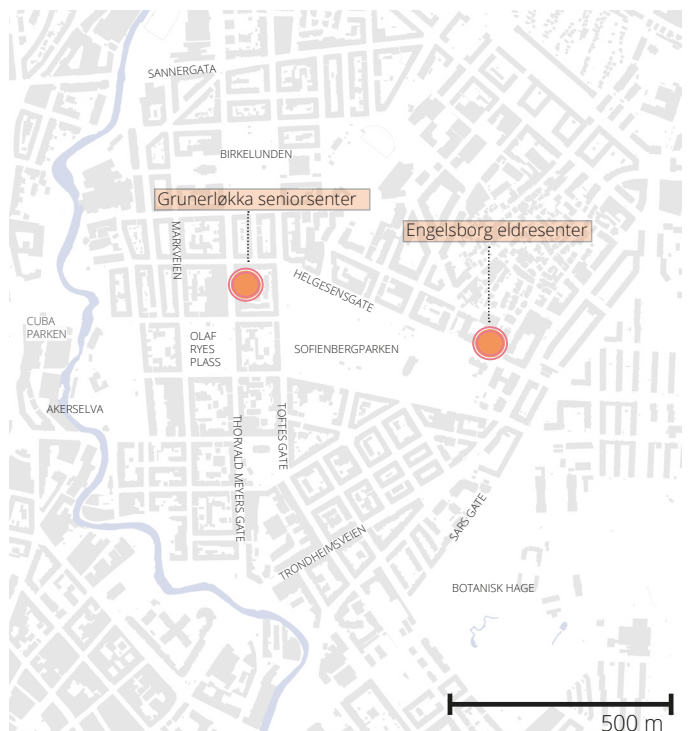 SANNERGATA
BIRKELUNDEN
Grunerløkka seniorsenter
Engelsborg eldresenter
MARKVEIEN
HELGESENSGATE
CUBA
PARKEN
OLAF
RYES
PLASS
SOFIENBERGPARKEN
AKERSELVA
TOFTES GATE
THORVALD MEYERS GATE
SARS GATE
TRONDHEIMSVEIEN
BOTANISK HAGE
500 m